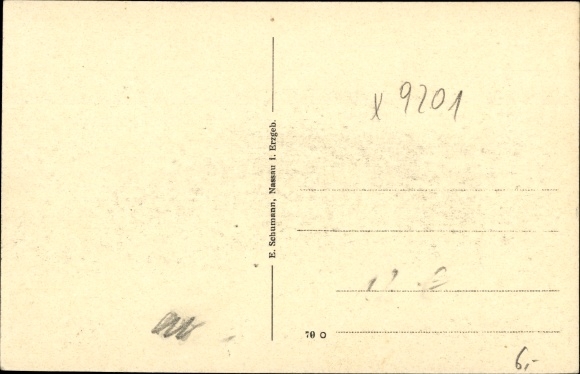 x 9201
E. Schumann, Nassau i. Erzgeb.
70 O
6,-